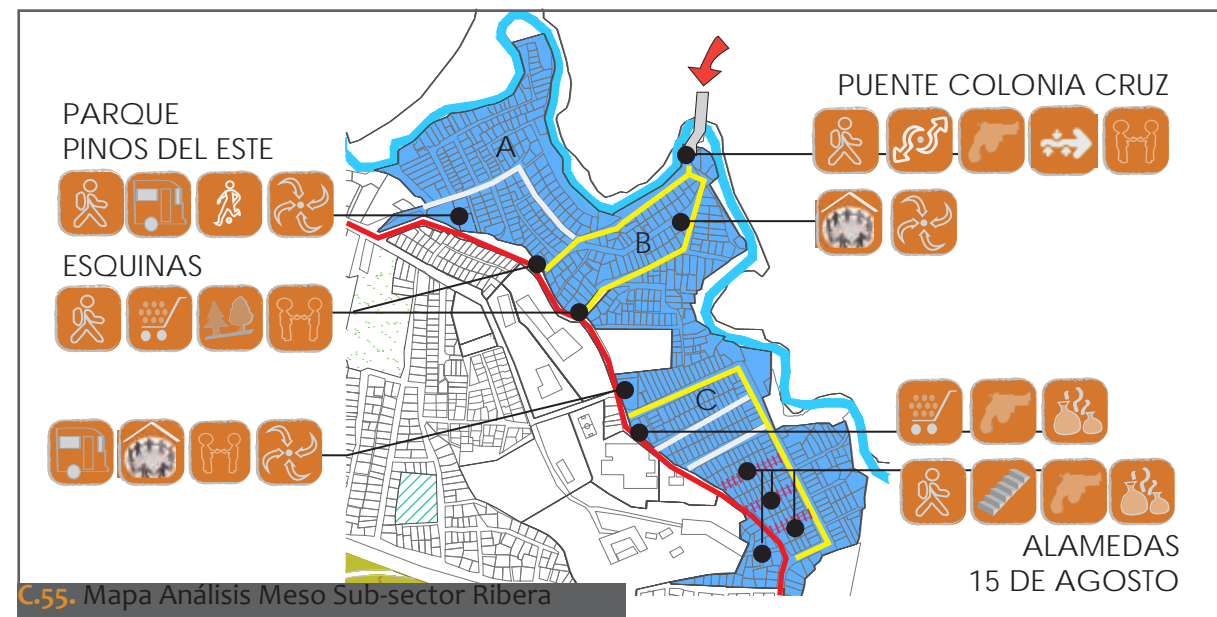 PARQUE
PINOS DEL ESTE
ESQUINAS
PUENTE COLONIA CRUZ
A
B
C
ALAMEDAS
15 DE AGOSTO
C.55. Mapa Análisis Meso Sub-sector Ribera